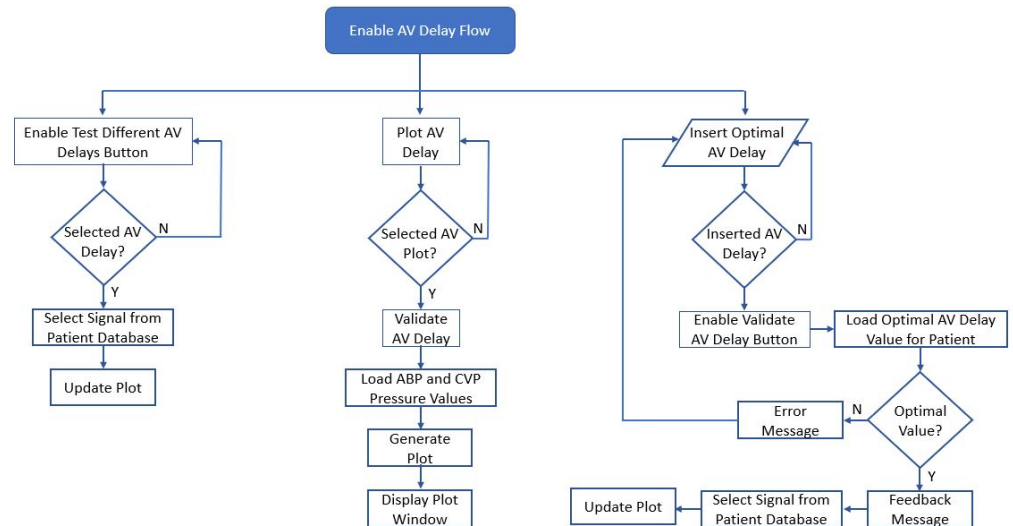 Enable AV Delay Flow
Enable Test Different AV
Delays Button
Selected AV
Delay?
N
Y
Select Signal from
Patient Database
Update Plot
Plot AV
Delay
Selected AV
Plot?
N
Y
Validate
AV Delay
Load ABP and CVP
Pressure Values
Generate
Plot
Display Plot
Window
Insert Optimal
AV Delay
Inserted AV
Delay?
N
Y
Enable Validate
AV Delay Button
Load Optimal AV Delay
Value for Patient
Optimal
Value?
N
Error
Message
Y
Feedback
Message
Select Signal from
Patient Database
Update Plot